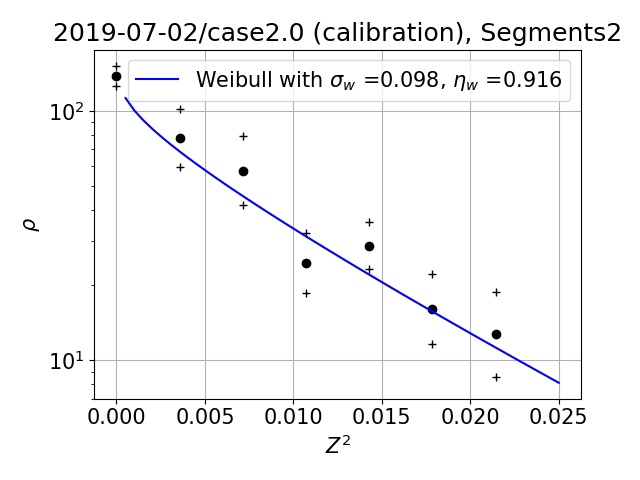 2019-07-02/case2.0 (calibration), Segments2
Weibull with σ_w =0.098, η_w =0.916
10²
10¹
ρ
0.000 0.005 0.010 0.015 0.020 0.025
Z²